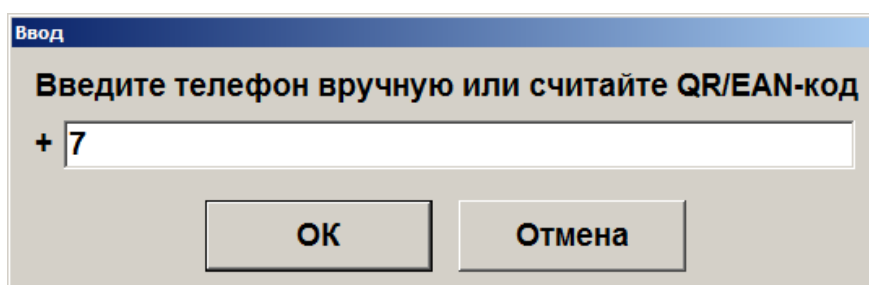 Ввод
Введите телефон вручную или считайте QR/EAN-код
+ 7
ОК Отмена